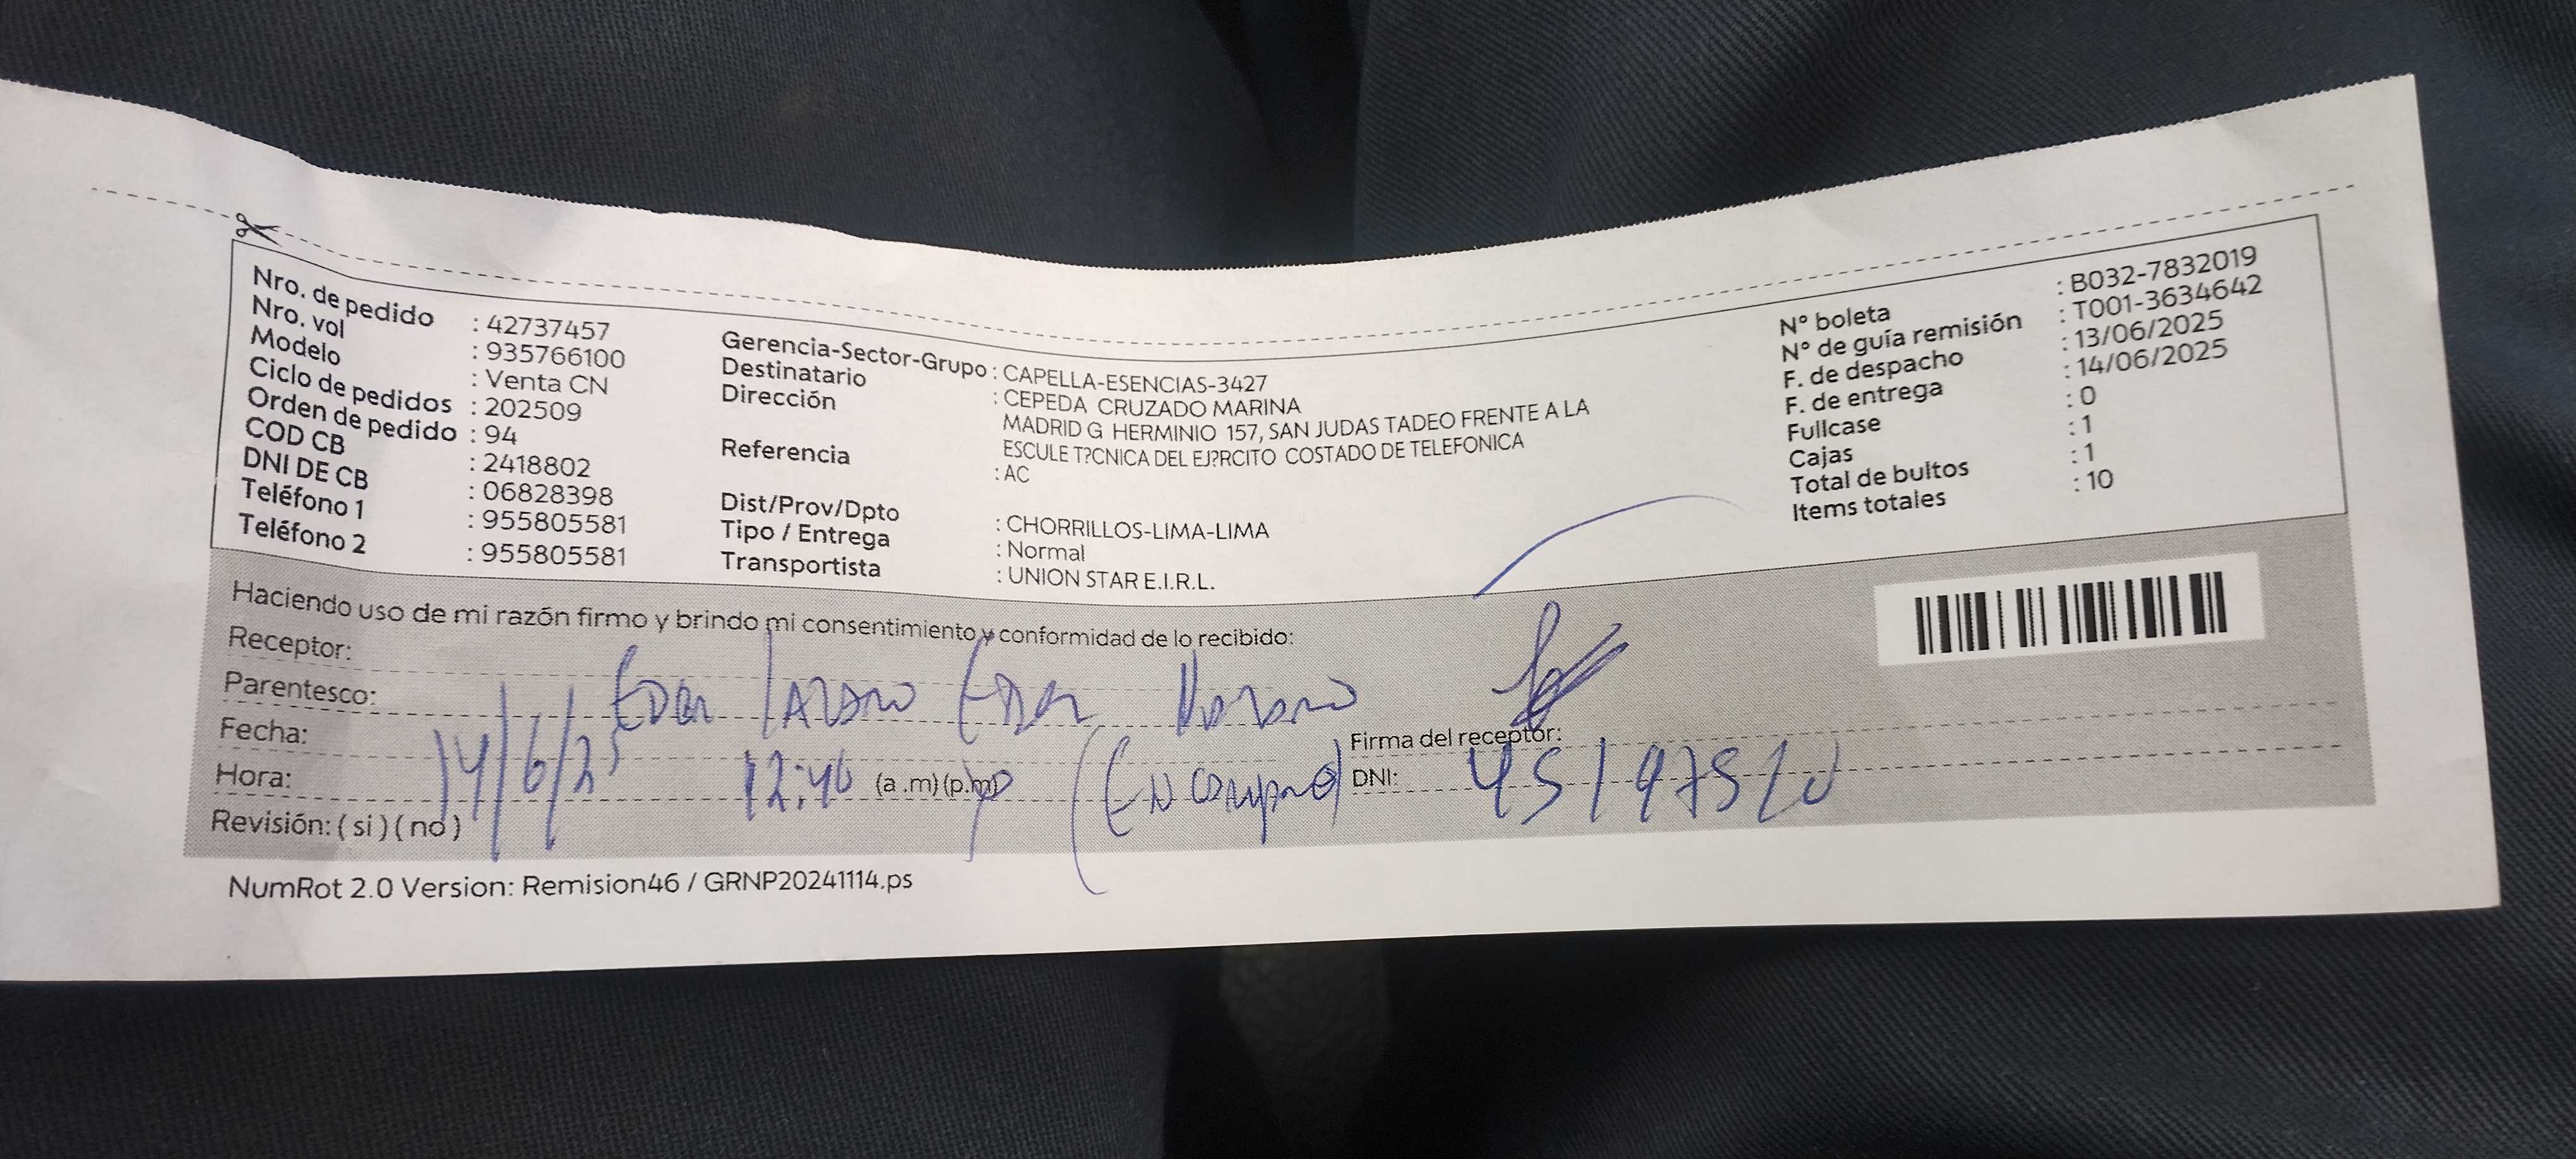 Nro. de pedido : 42737457
Nro. vol : 935766100
Modelo : Venta CN
Ciclo de pedidos : 202509
Orden de pedido : 94
COD CB : 2418802
DNI DE CB : 06828398
Teléfono 1 : 955805581
Teléfono 2 : 955805581
Gerencia-Sector-Grupo : CAPELLA-ESENCIAS-3427
Destinatario : CEPEDA CRUZADO MARINA
Dirección MADRID G HERMINIO 157, SAN JUDAS TADEO FRENTE A LA
ESCULE T?CNICA DEL EJ?RCITO COSTADO DE TELEFONICA
Referencia : AC
Dist/Prov/Dpto : CHORRILLOS-LIMA-LIMA
Tipo / Entrega : Normal
Transportista : UNION STAR E.I.R.L.
N° boleta : B032-7832019
N° de guía remisión : T001-3634642
F. de despacho : 13/06/2025
F. de entrega : 14/06/2025
Fullcase : 0
Cajas : 1
Total de bultos : 1
Items totales : 10
Haciendo uso de mi razón firmo y brindo mi consentimiento y conformidad de lo recibido:
Receptor:
Parentesco:
Fecha: 14/6/25
Hora: 12:40 (a.m) (p.m)
Firma del receptor:
DNI:
Revisión: ( si ) ( no )
NumRot 2.0 Version: Remision46 / GRNP20241114.ps